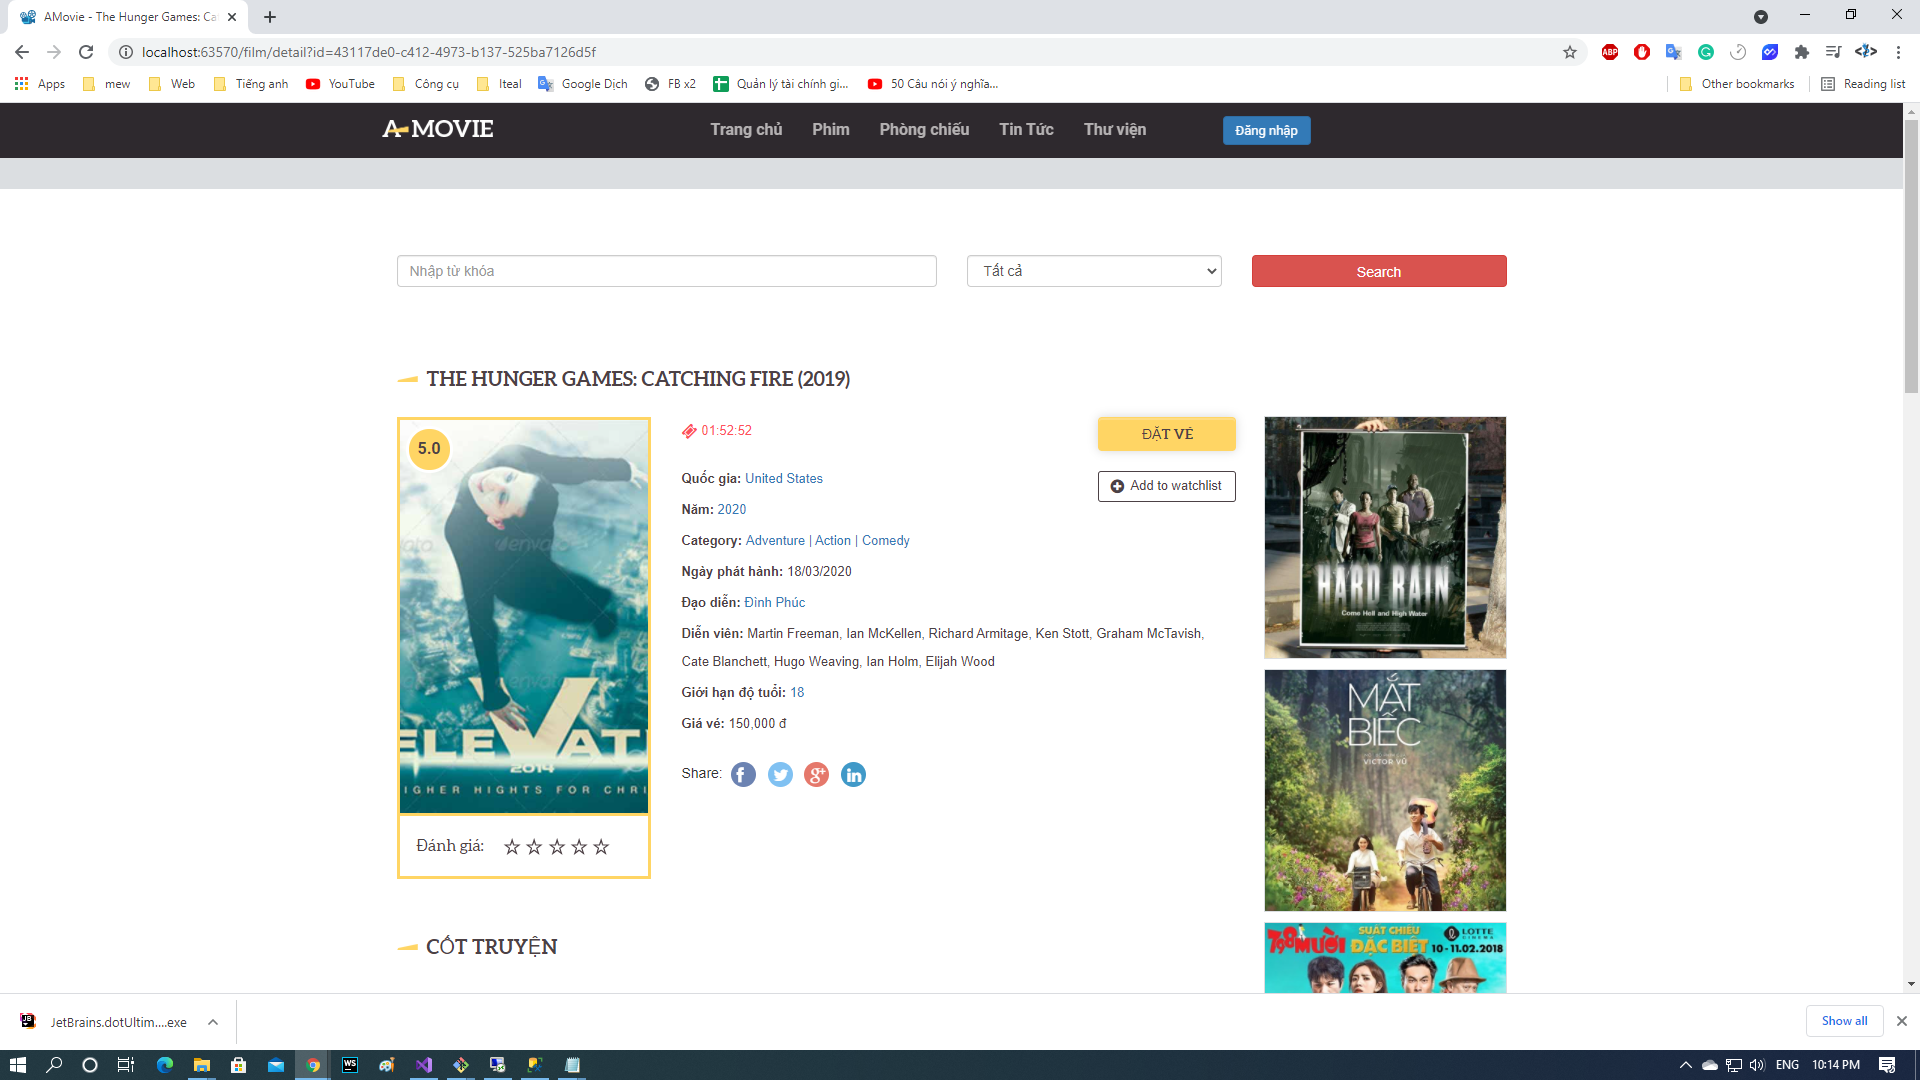 AMovie - The Hunger Games: Ca
localhost:63570/film/detail?id=43117de0-c412-4973-b137-525ba7126d5f
Apps mew Web Tiếng anh YouTube Công cụ Iteal Google Dịch FB x2 Quản lý tài chính gi... 50 Câu nói ý nghĩa... Other bookmarks Reading list
A-MOVIE Trang chủ Phim Phòng chiếu Tin Tức Thư viện Đăng nhập
Nhập từ khóa Tất cả Search
THE HUNGER GAMES: CATCHING FIRE (2019)
5.0
ELEVATE
2014
IGHER HIGHTS FOR CHRI
Đánh giá:
01:52:52
ĐẶT VÉ
Add to watchlist
Quốc gia: United States
Năm: 2020
Category: Adventure | Action | Comedy
Ngày phát hành: 18/03/2020
Đạo diễn: Đình Phúc
Diễn viên: Martin Freeman, Ian McKellen, Richard Armitage, Ken Stott, Graham McTavish,
Cate Blanchett, Hugo Weaving, Ian Holm, Elijah Wood
Giới hạn độ tuổi: 18
Giá vé: 150,000 đ
Share:
HARD RAIN
Come Hell and High Water
MẮT
BIẾC
VICTOR VŨ
798MƯỜI SUẤT CHIẾU
ĐẶC BIỆT
LOTTE
CINEMA
10-11.02.2018
CỐT TRUYỆN
JetBrains.dotUltim....exe Show all
ENG 10:14 PM